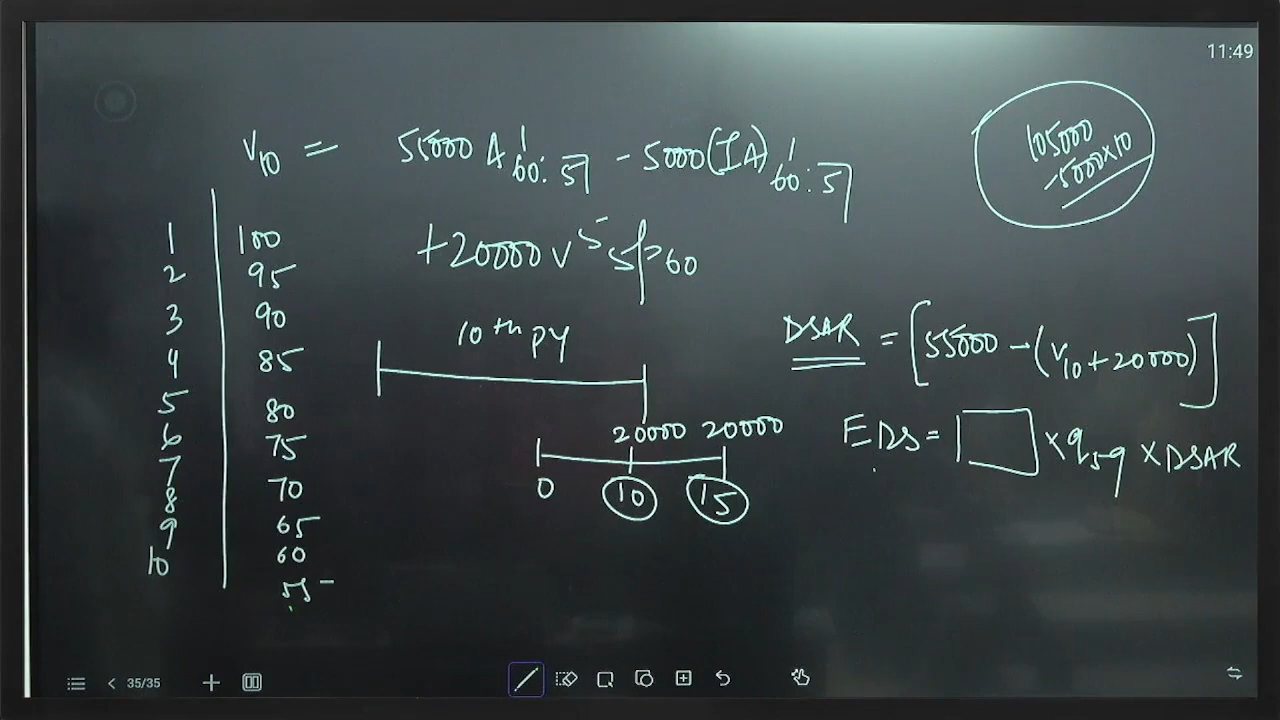 11:49
V10 = 55000 A¹60:5̅| - 5000(IA)¹60:5̅|
+20000 v⁵ ₅p60
105000
-5000×10
1 100
2 95
3 90
4 85
5 80
6 75
7 70
8 65
9 60
10 55
10th py
20000 20000
0 10 15
DSAR = [55000 - (V10 + 20000)]
EDS = □ × q59 × DSAR
35/35